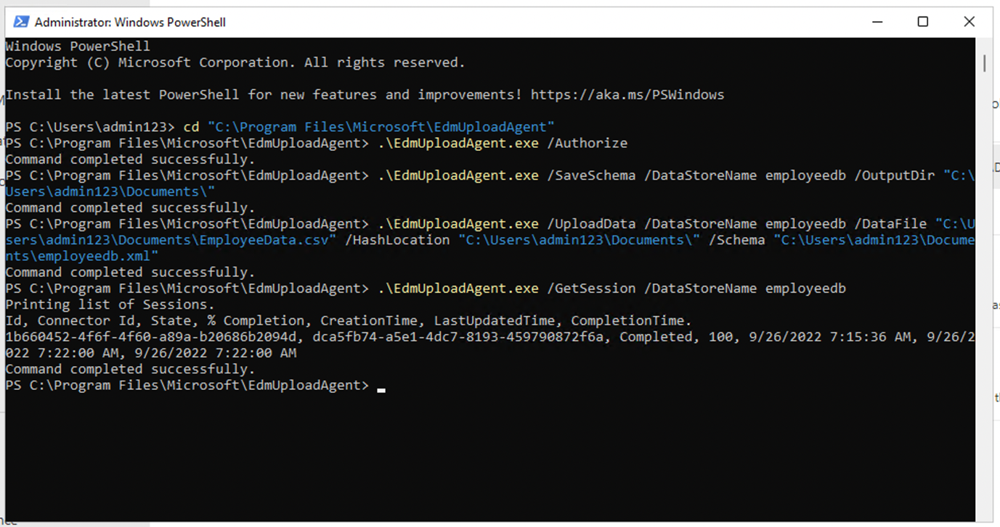 Administrator: Windows PowerShell
Windows PowerShell
Copyright (C) Microsoft Corporation. All rights reserved.
Install the latest PowerShell for new features and improvements! https://aka.ms/PSWindows
PS C:\Users\admin123> cd "C:\Program Files\Microsoft\EdmUploadAgent"
PS C:\Program Files\Microsoft\EdmUploadAgent> .\EdmUploadAgent.exe /Authorize
Command completed successfully.
PS C:\Program Files\Microsoft\EdmUploadAgent> .\EdmUploadAgent.exe /SaveSchema /DataStoreName employeedb /OutputDir "C:\
Users\admin123\Documents\"
Command completed successfully.
PS C:\Program Files\Microsoft\EdmUploadAgent> .\EdmUploadAgent.exe /UploadData /DataStoreName employeedb /DataFile "C:\U
sers\admin123\Documents\EmployeeData.csv" /HashLocation "C:\Users\admin123\Documents\" /Schema "C:\Users\admin123\Docume
nts\employeedb.xml"
Command completed successfully.
PS C:\Program Files\Microsoft\EdmUploadAgent> .\EdmUploadAgent.exe /GetSession /DataStoreName employeedb
Printing list of Sessions.
Id, Connector Id, State, % Completion, CreationTime, LastUpdatedTime, CompletionTime.
1b660452-4f6f-4f60-a89a-b20686b2094d, dca5fb74-a5e1-4dc7-8193-459790872f6a, Completed, 100, 9/26/2022 7:15:36 AM, 9/26/2
022 7:22:00 AM, 9/26/2022 7:22:00 AM
Command completed successfully.
PS C:\Program Files\Microsoft\EdmUploadAgent>